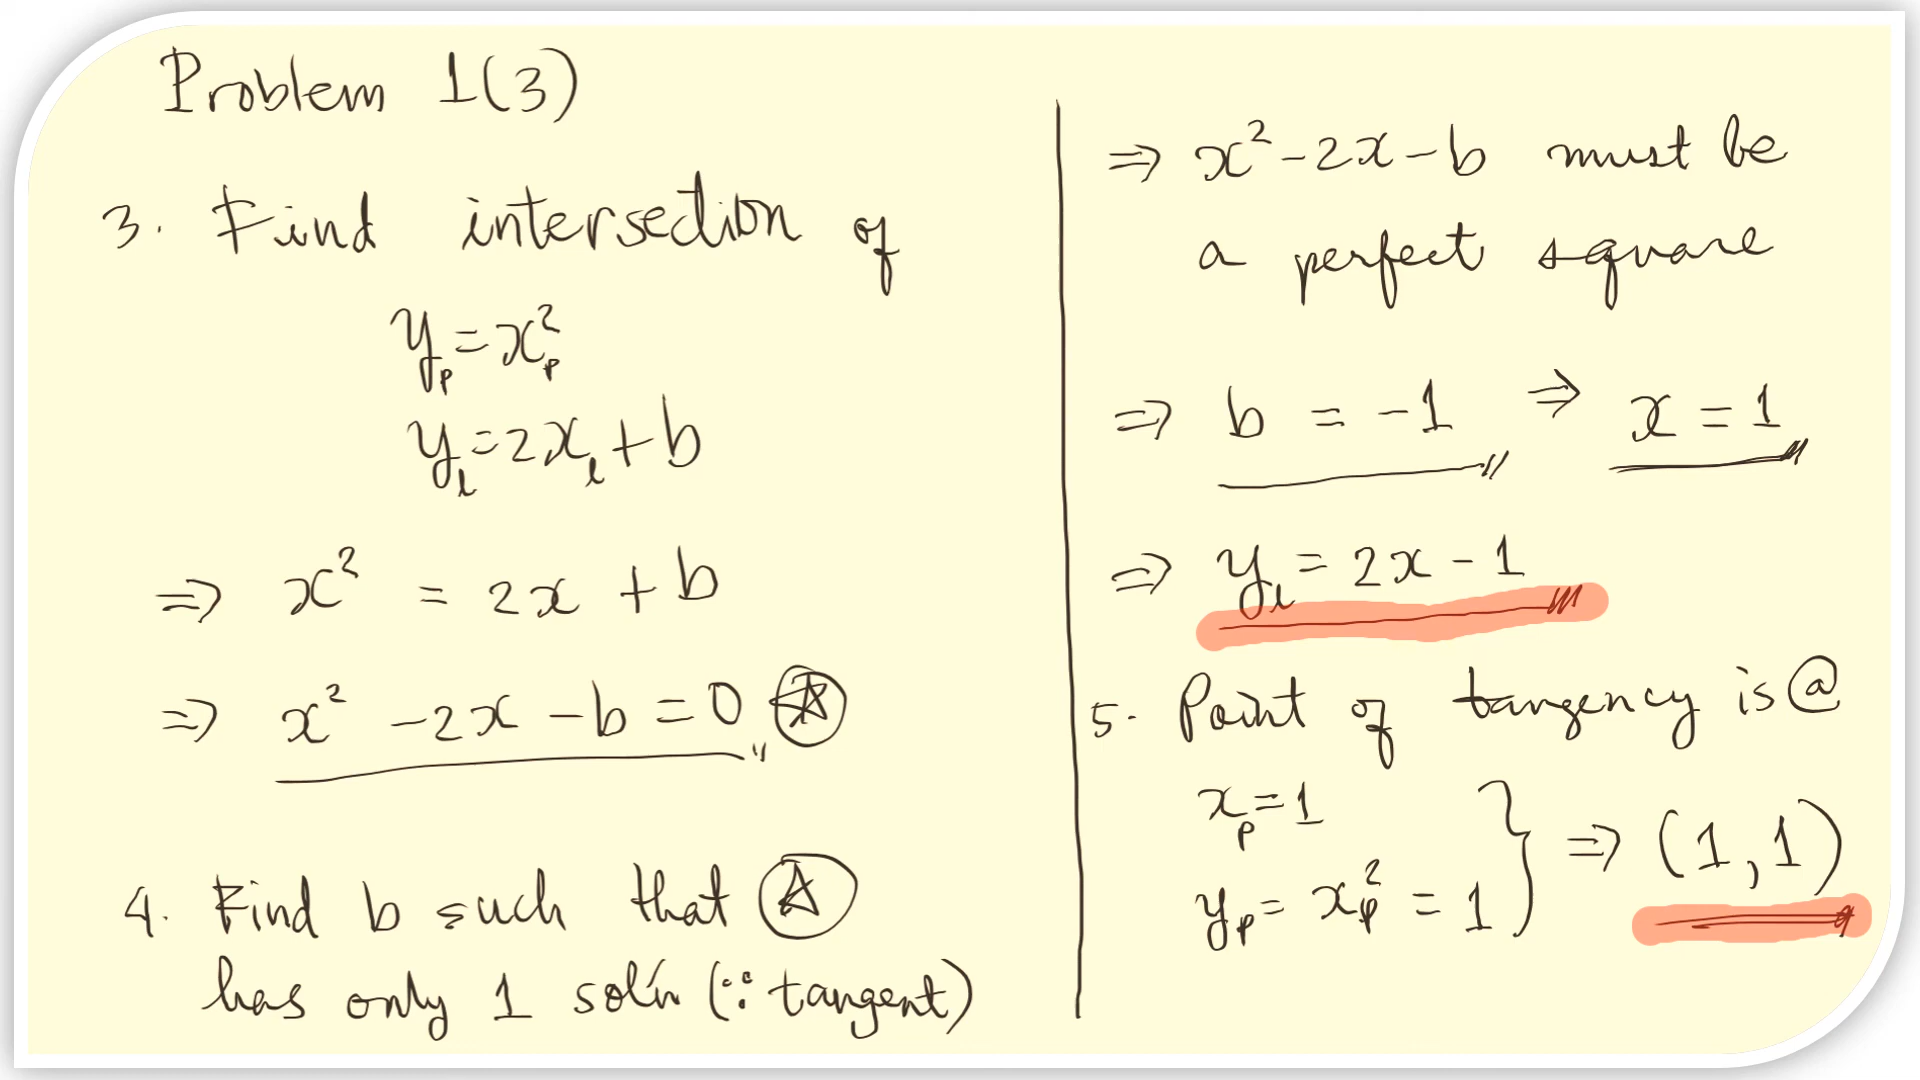 Problem 1(3)
3. Find intersection of
y_p = x_p^2
y_l = 2x_l + b
⇒ x^2 = 2x + b
⇒ x^2 - 2x - b = 0 ☆
4. Find b such that ☆
has only 1 sol'n (∵ tangent)
⇒ x^2 - 2x - b must be
a perfect square
⇒ b = -1 ⇒ x = 1
⇒ y_l = 2x - 1
5. Point of tangency is @
x_p = 1
y_p = x_p^2 = 1 } ⇒ (1,1)